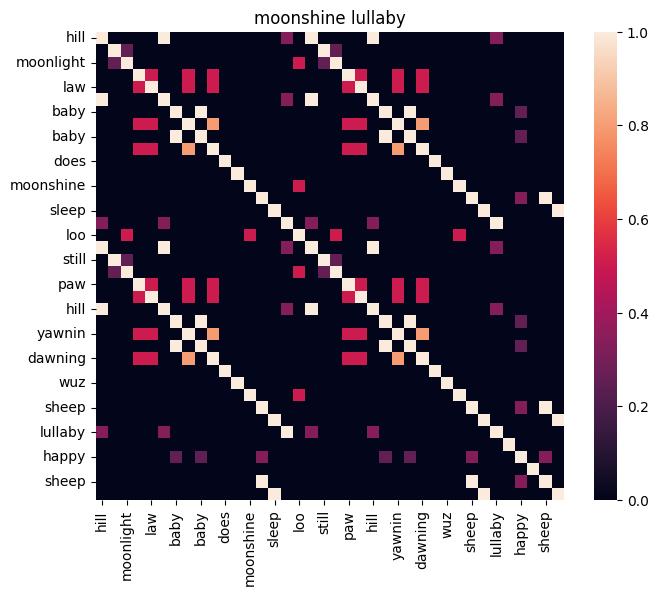 moonshine lullaby
hill
moonlight
law
baby
baby
does
moonshine
sleep
loo
still
paw
hill
yawnin
dawning
wuz
sheep
lullaby
happy
sheep
1.0
0.8
0.6
0.4
0.2
0.0
hill
moonlight
law
baby
baby
does
moonshine
sleep
loo
still
paw
hill
yawnin
dawning
wuz
sheep
lullaby
happy
sheep